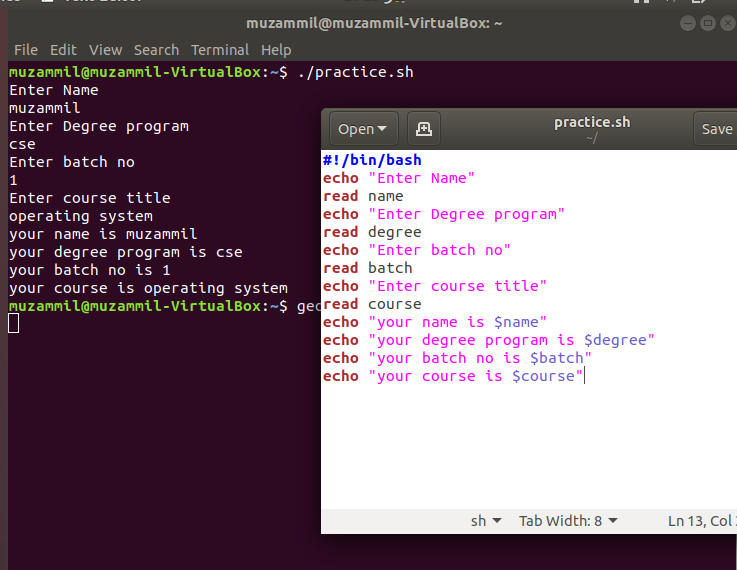 muzammil@muzammil-VirtualBox: ~
File Edit View Search Terminal Help
muzammil@muzammil-VirtualBox:~$ ./practice.sh
Enter Name
muzammil
Enter Degree program
cse
Enter batch no
1
Enter course title
operating system
your name is muzammil
your degree program is cse
your batch no is 1
your course is operating system
muzammil@muzammil-VirtualBox:~$
Open
practice.sh
~/
Save
#!/bin/bash
echo "Enter Name"
read name
echo "Enter Degree program"
read degree
echo "Enter batch no"
read batch
echo "Enter course title"
read course
echo "your name is $name"
echo "your degree program is $degree"
echo "your batch no is $batch"
echo "your course is $course"
sh Tab Width: 8 Ln 13, Col